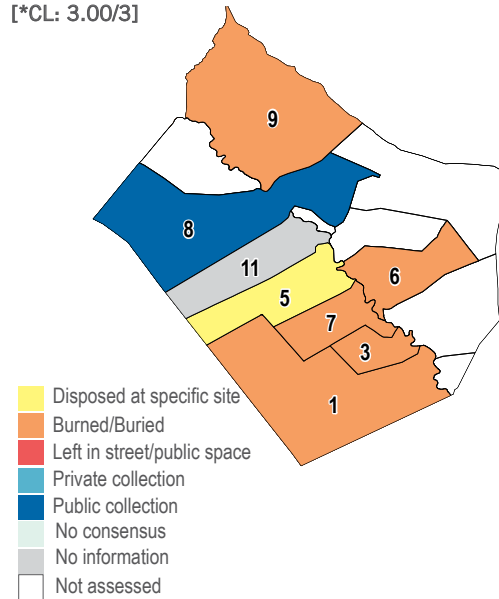 [*CL: 3.00/3]
9
8
11
6
5
7
3
1
Disposed at specific site
Burned/Buried
Left in street/public space
Private collection
Public collection
No consensus
No information
Not assessed